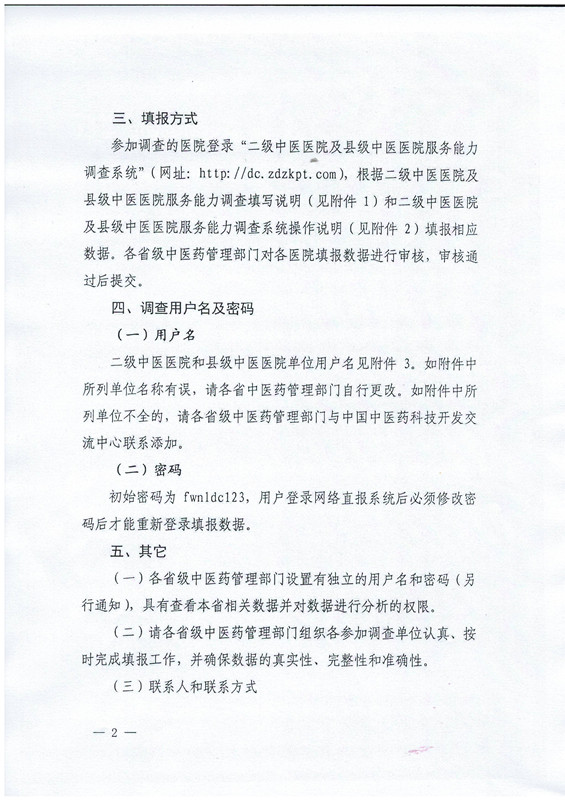 三、填报方式
参加调查的医院登录“二级中医医院及县级中医医院服务能力
调查系统”（网址：http://dc.zdzkpt.com），根据二级中医医院及
县级中医医院服务能力调查填写说明（见附件 1）和二级中医医院
及县级中医医院服务能力调查系统操作说明（见附件 2）填报相应
数据。各省级中医药管理部门对各医院填报数据进行审核，审核通
过后提交。
四、调查用户名及密码
（一）用户名
二级中医医院和县级中医医院单位用户名见附件 3。如附件中
所列单位名称有误，请各省中医药管理部门自行更改。如附件中所
列单位不全的，请各省级中医药管理部门与中国中医药科技开发交
流中心联系添加。
（二）密码
初始密码为 fwnldc123，用户登录网络直报系统后必须修改密
码后才能重新登录填报数据。
五、其它
（一）各省级中医药管理部门设置有独立的用户名和密码（另
行通知），具有查看本省相关数据并对数据进行分析的权限。
（二）请各省级中医药管理部门组织各参加调查单位认真、按
时完成填报工作，并确保数据的真实性、完整性和准确性。
（三）联系人和联系方式
— 2 —